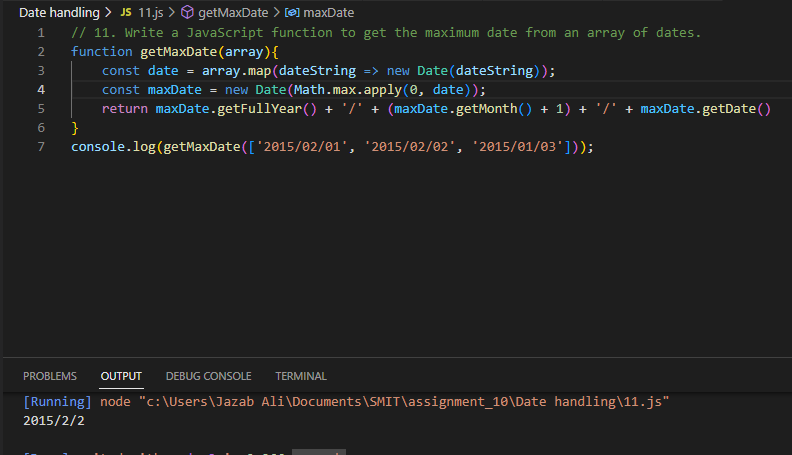 Date handling > JS 11.js > getMaxDate > maxDate
1 // 11. Write a JavaScript function to get the maximum date from an array of dates.
2 function getMaxDate(array){
3 const date = array.map(dateString => new Date(dateString));
4 const maxDate = new Date(Math.max.apply(0, date));
5 return maxDate.getFullYear() + '/' + (maxDate.getMonth() + 1) + '/' + maxDate.getDate()
6 }
7 console.log(getMaxDate(['2015/02/01', '2015/02/02', '2015/01/03']));
PROBLEMS OUTPUT DEBUG CONSOLE TERMINAL
[Running] node "c:\Users\Jazab Ali\Documents\SMIT\assignment_10\Date handling\11.js"
2015/2/2